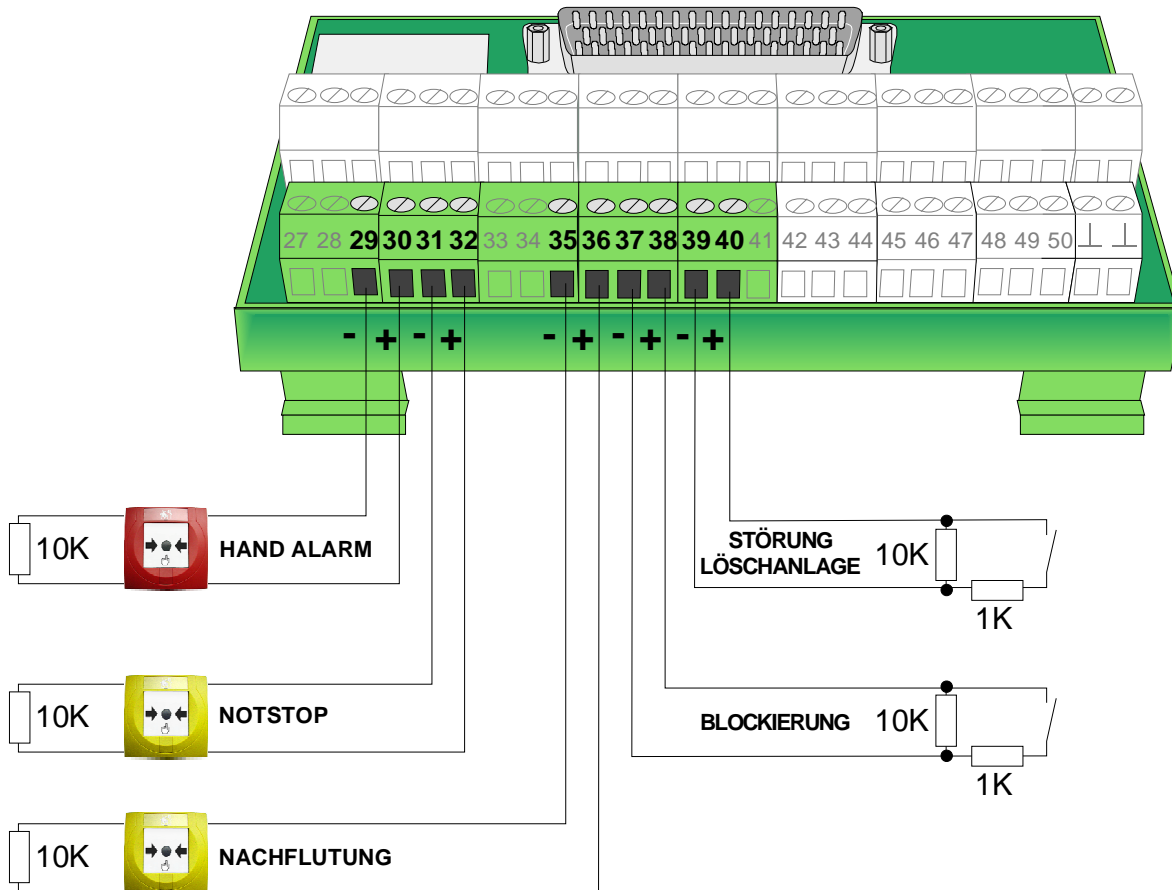 27 28 29 30 31 32 33 34 35 36 37 38 39 40 41 42 43 44 45 46 47 48 49 50
- + - + - + - + - +
10K HAND ALARM
STÖRUNG
LÖSCHANLAGE 10K
1K
10K NOTSTOP
BLOCKIERUNG 10K
1K
10K NACHFLUTUNG